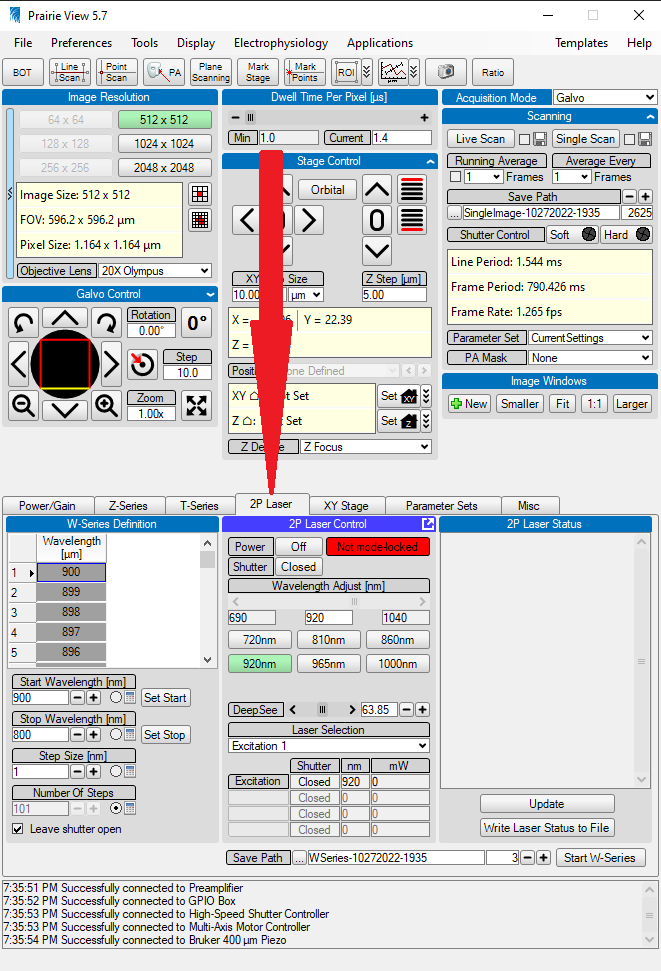 Prairie View 5.7
File Preferences Tools Display Electrophysiology Applications Templates Help
BOT Line Scan Point Scan PA Plane Scanning Mark Stage Mark Points ROI µm Ratio
Image Resolution
64 x 64 512 x 512
128 x 128 1024 x 1024
256 x 256 2048 x 2048
Image Size: 512 x 512
FOV: 596.2 x 596.2 µm
Pixel Size: 1.164 x 1.164 µm
Objective Lens 20X Olympus
Galvo Control
Rotation
0.00°
0°
Step
10.0
Zoom
1.00x
Dwell Time Per Pixel [µs]
Min 1.0 Current 1.4
Stage Control
Orbital
0
Size Z Step [µm]
10.00 µm 5.00
X = Y = 22.39
Z =
Defined
XY Set Set XY
Z Set Set Z
Z Z Focus
Acquisition Mode Galvo
Scanning
Live Scan Single Scan
Running Average Average Every
1 Frames 1 Frames
Save Path
... SingleImage-10272022-1935 2625
Shutter Control Soft Hard
Line Period: 1.544 ms
Frame Period: 790.426 ms
Frame Rate: 1.265 fps
Parameter Set CurrentSettings
PA Mask None
Image Windows
New Smaller Fit 1:1 Larger
Power/Gain Z-Series T-Series 2P Laser XY Stage Parameter Sets Misc
W-Series Definition
Wavelength
[µm]
1 900
2 899
3 898
4 897
5 896
Start Wavelength [nm]
900 Set Start
Stop Wavelength [nm]
800 Set Stop
Step Size [nm]
1
Number Of Steps
101
Leave shutter open
2P Laser Control
Power Off Not mode-locked
Shutter Closed
Wavelength Adjust [nm]
690 920 1040
720nm 810nm 860nm
920nm 965nm 1000nm
DeepSee 63.85
Laser Selection
Excitation 1
Shutter nm mW
Excitation Closed 920 0
Closed 0 0
Closed 0 0
Closed 0 0
2P Laser Status
Update
Write Laser Status to File
Save Path ... WSeries-10272022-1935 3 Start W-Series
7:35:51 PM Successfully connected to Preamplifier
7:35:52 PM Successfully connected to GPIO Box
7:35:53 PM Successfully connected to High-Speed Shutter Controller
7:35:53 PM Successfully connected to Multi-Axis Motor Controller
7:35:54 PM Successfully connected to Bruker 400 µm Piezo